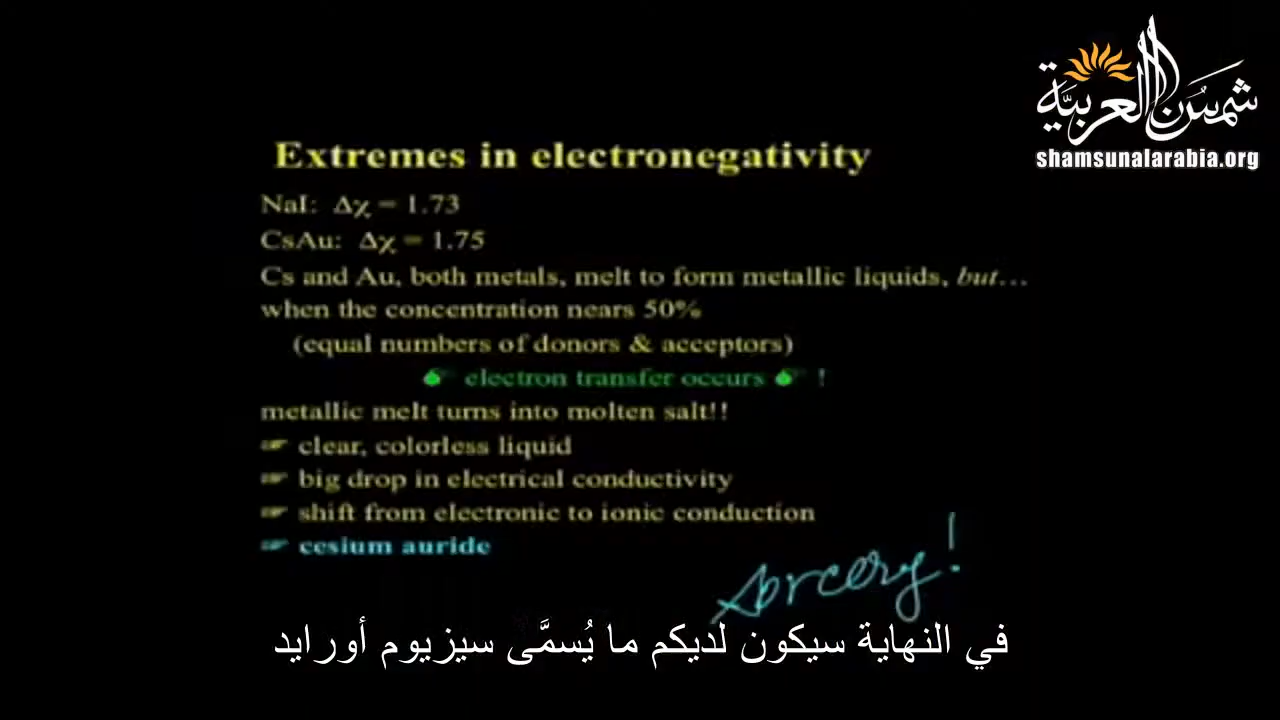 شمس العربية
shamsunalarabia.org
Extremes in electronegativity
NaI: Δχ = 1.73
CsAu: Δχ = 1.75
Cs and Au, both metals, melt to form metallic liquids, but...
when the concentration nears 50%
(equal numbers of donors & acceptors)
☛ electron transfer occurs ☛ !
metallic melt turns into molten salt!!
☞ clear, colorless liquid
☞ big drop in electrical conductivity
☞ shift from electronic to ionic conduction
☞ cesium auride
sorcery!
في النهاية سيكون لديكم ما يُسمَّى سيزيوم أورايد